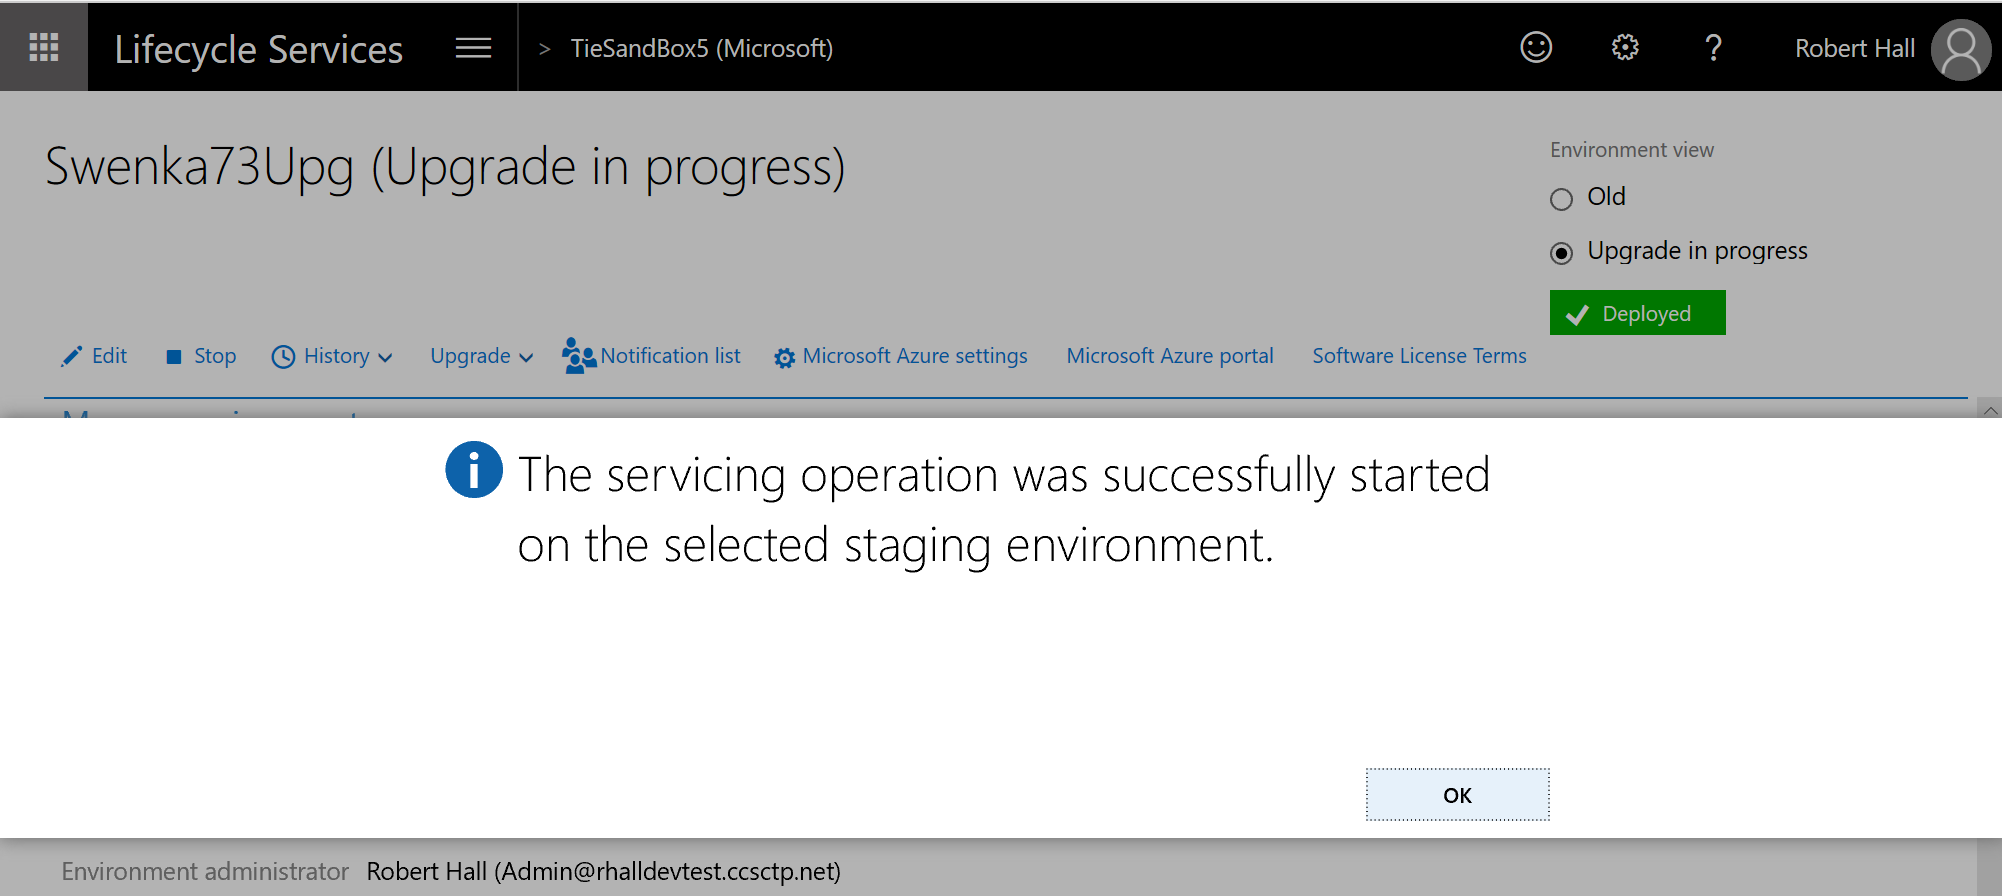 Lifecycle Services
> TieSandBox5 (Microsoft)
? Robert Hall
Swenka73Upg (Upgrade in progress)
Environment view
Old
Upgrade in progress
Deployed
Edit Stop History Upgrade Notification list Microsoft Azure settings Microsoft Azure portal Software License Terms
The servicing operation was successfully started
on the selected staging environment.
OK
Environment administrator Robert Hall (Admin@rhalldevtest.ccsctp.net)